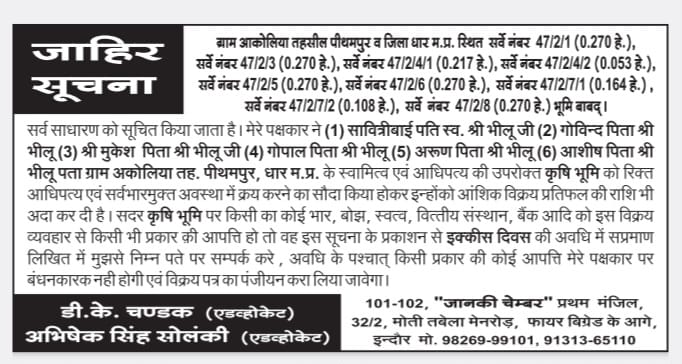 जाहिर
सूचना
ग्राम आकोलिया तहसील पीथमपुर व जिला धार म.प्र. स्थित सर्वे नंबर 47/2/1 (0.270 हे.),
सर्वे नंबर 47/2/3 (0.270 हे.), सर्वे नंबर 47/2/4/1 (0.217 हे.), सर्वे नंबर 47/2/4/2 (0.053 हे.),
सर्वे नंबर 47/2/5 (0.270 हे.), सर्वे नंबर 47/2/6 (0.270 हे.), सर्वे नंबर 47/2/7/1 (0.164 हे.) ,
सर्वे नंबर 47/2/7/2 (0.108 हे.), सर्वे नंबर 47/2/8 (0.270 हे.) भूमि बाबद्।
सर्व साधारण को सूचित किया जाता है। मेरे पक्षकार ने (1) सावित्रीबाई पति स्व. श्री भीलू जी (2) गोविन्द पिता श्री
भीलू (3) श्री मुकेश पिता श्री भीलू जी (4) गोपाल पिता श्री भीलू (5) अरूण पिता श्री भीलू (6) आशीष पिता श्री
भीलू पता ग्राम अकोलिया तह. पीथमपुर, धार म.प्र. के स्वामित्व एवं आधिपत्य की उपरोक्त कृषि भूमि को रिक्त
आधिपत्य एवं सर्वभारमुक्त अवस्था में क्रय करने का सौदा किया होकर इन्होंको आंशिक विक्रय प्रतिफल की राशि भी
अदा कर दी है। सदर कृषि भूमि पर किसी का कोई भार, बोझ, स्वत्व, वित्तीय संस्थान, बैंक आदि को इस विक्रय
व्यवहार से किसी भी प्रकार की आपत्ति हो तो वह इस सूचना के प्रकाशन से इक्कीस दिवस की अवधि में सप्रमाण
लिखित में मुझसे निम्न पते पर सम्पर्क करे , अवधि के पश्चात् किसी प्रकार की कोई आपत्ति मेरे पक्षकार पर
बंधनकारक नही होगी एवं विक्रय पत्र का पंजीयन करा लिया जावेगा।
डी.के. चण्डक (एडव्होकेट)
अभिषेक सिंह सोलंकी (एडव्होकेट)
101-102, "जानकी चेम्बर" प्रथम मंजिल,
32/2, मोती तबेला मेनरोड़, फायर बिग्रेड के आगे,
इन्दौर मो. 98269-99101, 91313-65110